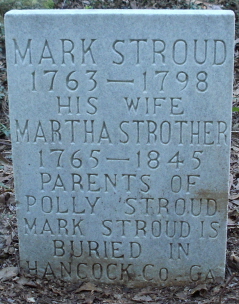 MARK STROUD
1763—1798
HIS WIFE
MARTHA STROTHER
1765—1845
PARENTS OF
POLLY STROUD
MARK STROUD IS
BURIED IN
HANCOCK. CO. GA.